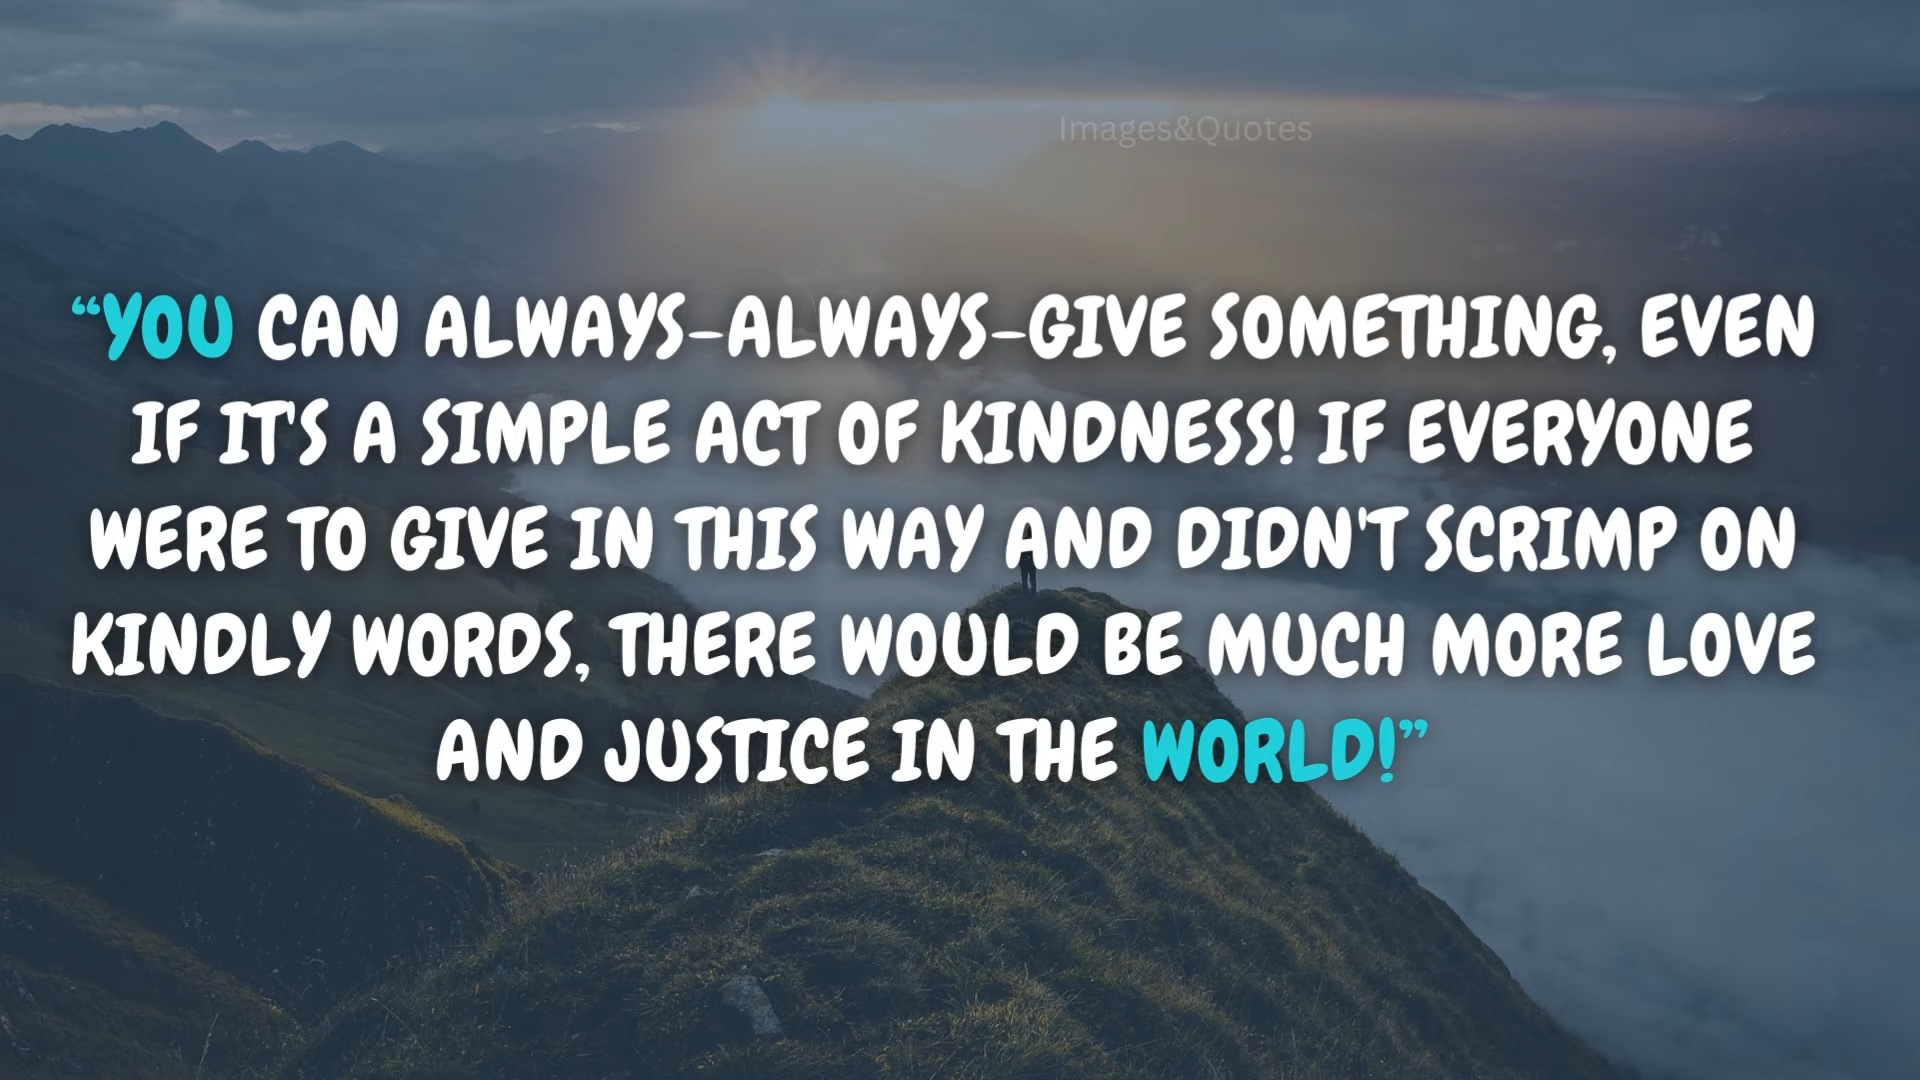 Images&Quotes
“YOU CAN ALWAYS–ALWAYS–GIVE SOMETHING, EVEN
IF IT'S A SIMPLE ACT OF KINDNESS! IF EVERYONE
WERE TO GIVE IN THIS WAY AND DIDN'T SCRIMP ON
KINDLY WORDS, THERE WOULD BE MUCH MORE LOVE
AND JUSTICE IN THE WORLD!”